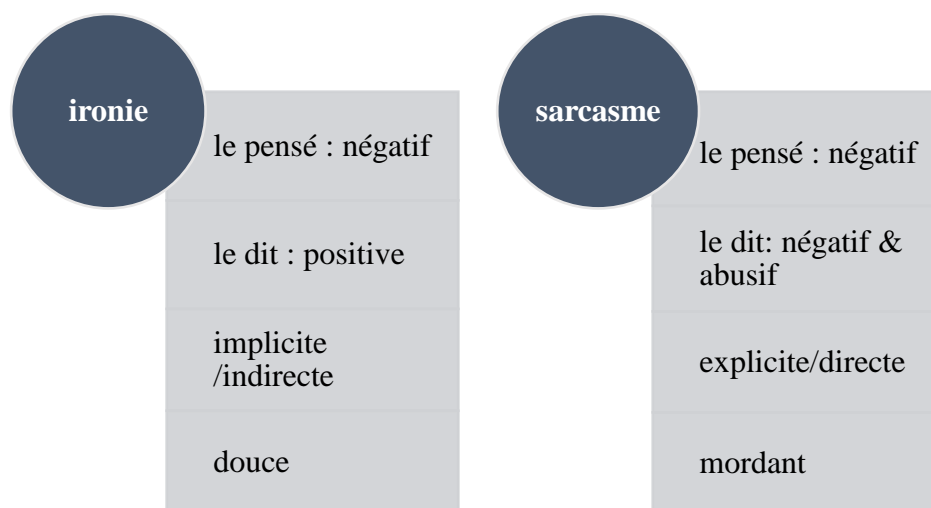 ironie
le pensé : négatif
le dit : positive
implicite
/indirecte
douce
sarcasme
le pensé : négatif
le dit: négatif &
abusif
explicite/directe
mordant